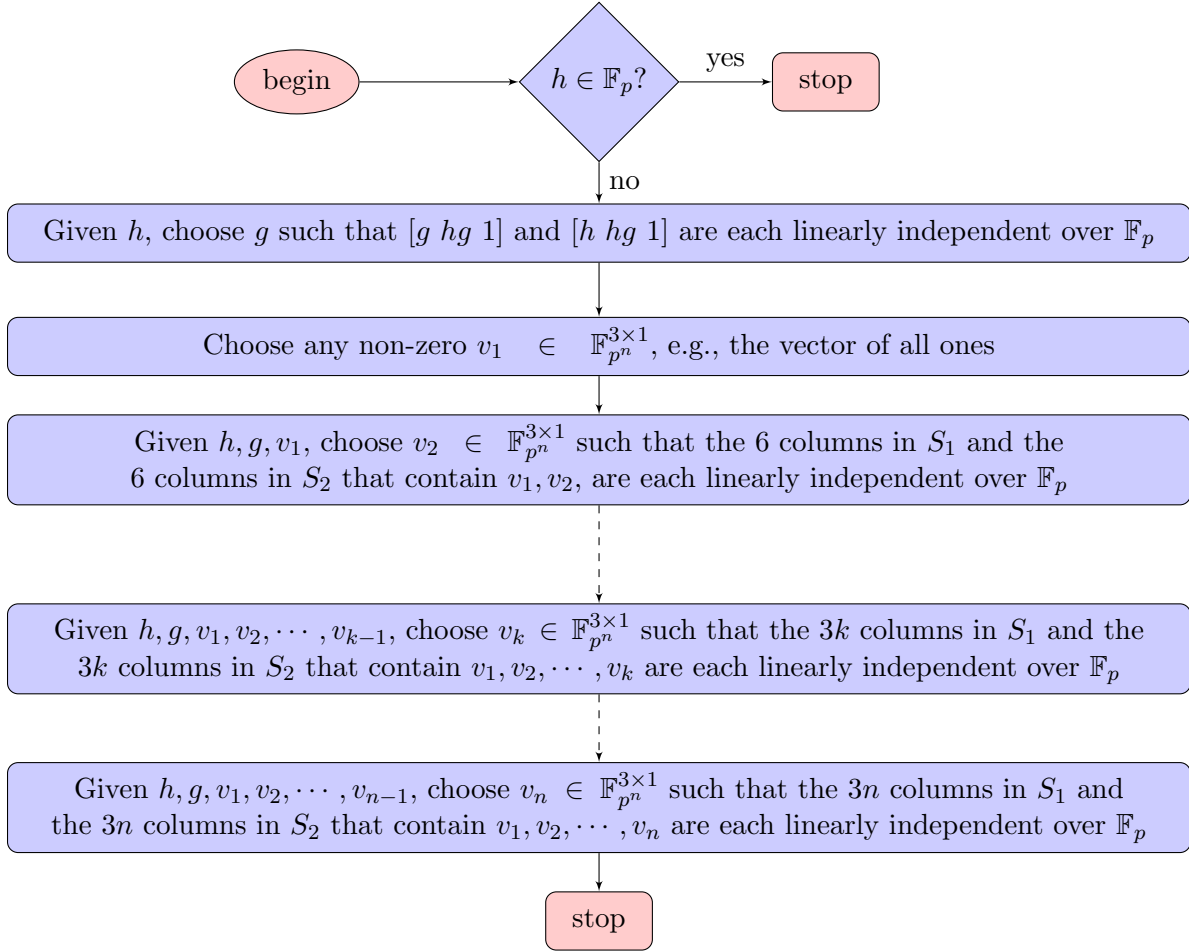 begin
h ∈ 𝔽_p?
yes
stop
no
Given h, choose g such that [g hg 1] and [h hg 1] are each linearly independent over 𝔽_p
Choose any non-zero v_1 ∈ 𝔽_{p^n}^{3×1}, e.g., the vector of all ones
Given h, g, v_1, choose v_2 ∈ 𝔽_{p^n}^{3×1} such that the 6 columns in S_1 and the
6 columns in S_2 that contain v_1, v_2, are each linearly independent over 𝔽_p
Given h, g, v_1, v_2, ⋯, v_{k−1}, choose v_k ∈ 𝔽_{p^n}^{3×1} such that the 3k columns in S_1 and the
3k columns in S_2 that contain v_1, v_2, ⋯, v_k are each linearly independent over 𝔽_p
Given h, g, v_1, v_2, ⋯, v_{n−1}, choose v_n ∈ 𝔽_{p^n}^{3×1} such that the 3n columns in S_1 and
the 3n columns in S_2 that contain v_1, v_2, ⋯, v_n are each linearly independent over 𝔽_p
stop